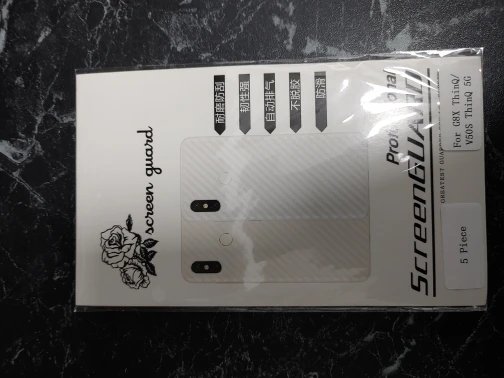 For G8X ThinQ/
V50S ThinQ 5G
5 Piece
Professional
ScreenGUARD
耐磨防刮
韧性强
自动排气
不脱胶
防滑
screen guard